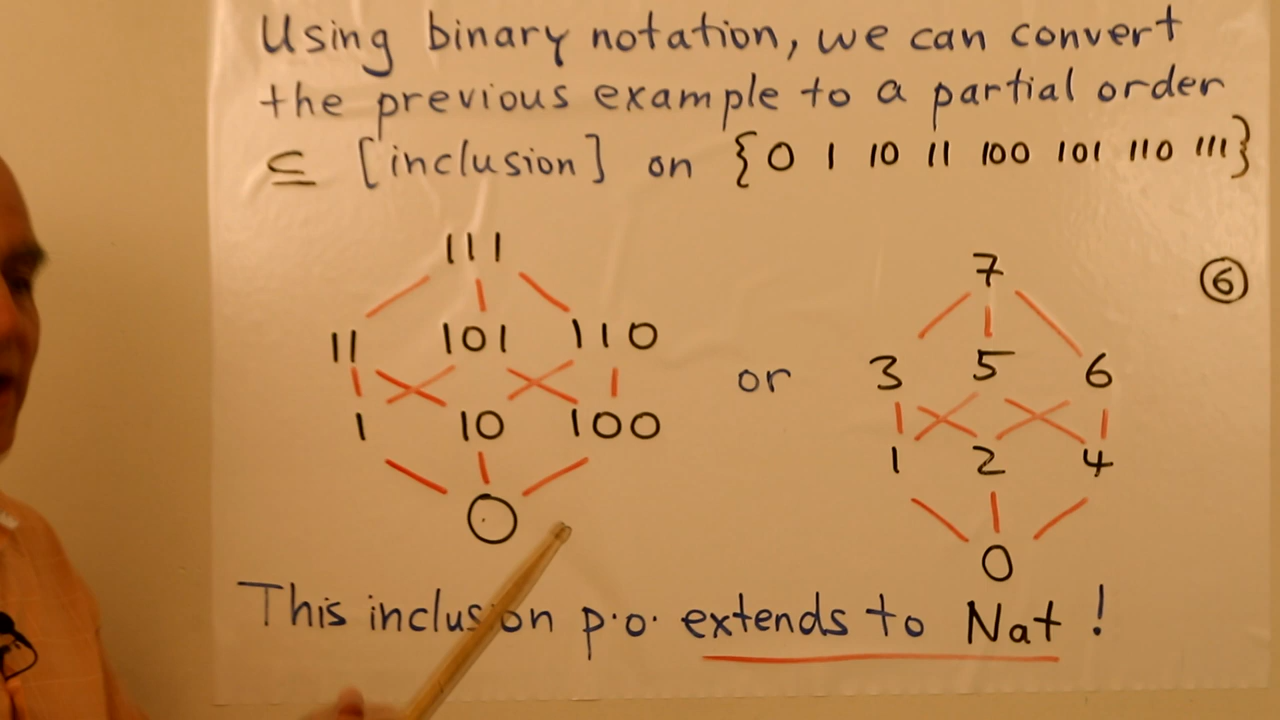 Using binary notation, we can convert
the previous example to a partial order
⊆ [inclusion] on {0 1 10 11 100 101 110 111}
111
11 101 110
1 10 100
0
or
7
3 5 6
1 2 4
0
6
This inclusion p.o. extends to Nat!